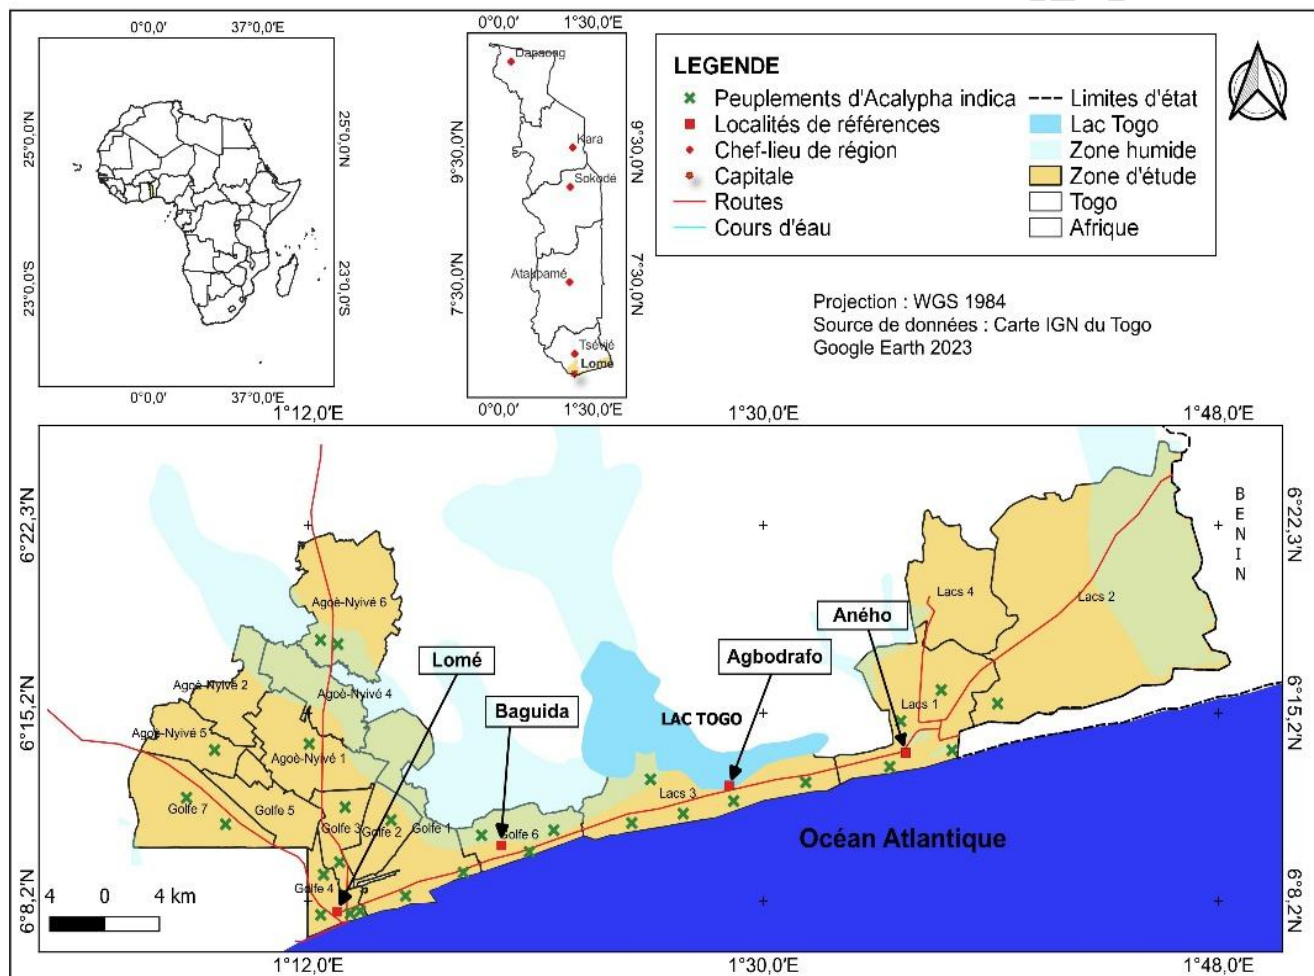 0°0,0' 37°0,0'E
25°0,0'N
25°0,0'N
23°0,0'S
23°0,0'S
0°0,0' 37°0,0'E
0°0,0' 1°30,0'E
9°30,0'N
9°30,0'N
7°30,0'N
7°30,0'N
0°0,0' 1°30,0'E
Dapaong
Kara
Sokodé
Atakpamé
Tsévié
Lomé
LEGENDE
Peuplements d'Acalypha indica
Localités de références
Chef-lieu de région
Capitale
Routes
Cours d'éau
Limites d'état
Lac Togo
Zone humide
Zone d'étude
Togo
Afrique
Projection : WGS 1984
Source de données : Carte IGN du Togo
Google Earth 2023
1°12,0'E 1°30,0'E 1°48,0'E
6°22,3'N
6°22,3'N
6°15,2'N
6°15,2'N
6°8,2'N
6°8,2'N
BENIN
Agoè-Nyivé 6
Lacs 4
Lacs 2
Aného
Lomé
Agbodrafo
Agoè-Nyivé 2
Agoè-Nyivé 4
Baguida
Lacs 1
LAC TOGO
Agoè-Nyivé 5
Agoè-Nyivé 1
Lacs 3
Golfe 7
Golfe 5
Golfe 3
Golfe 2
Golfe 1
Golfe 6
Océan Atlantique
Golfe 4
4 0 4 km
1°12,0'E 1°30,0'E 1°48,0'E